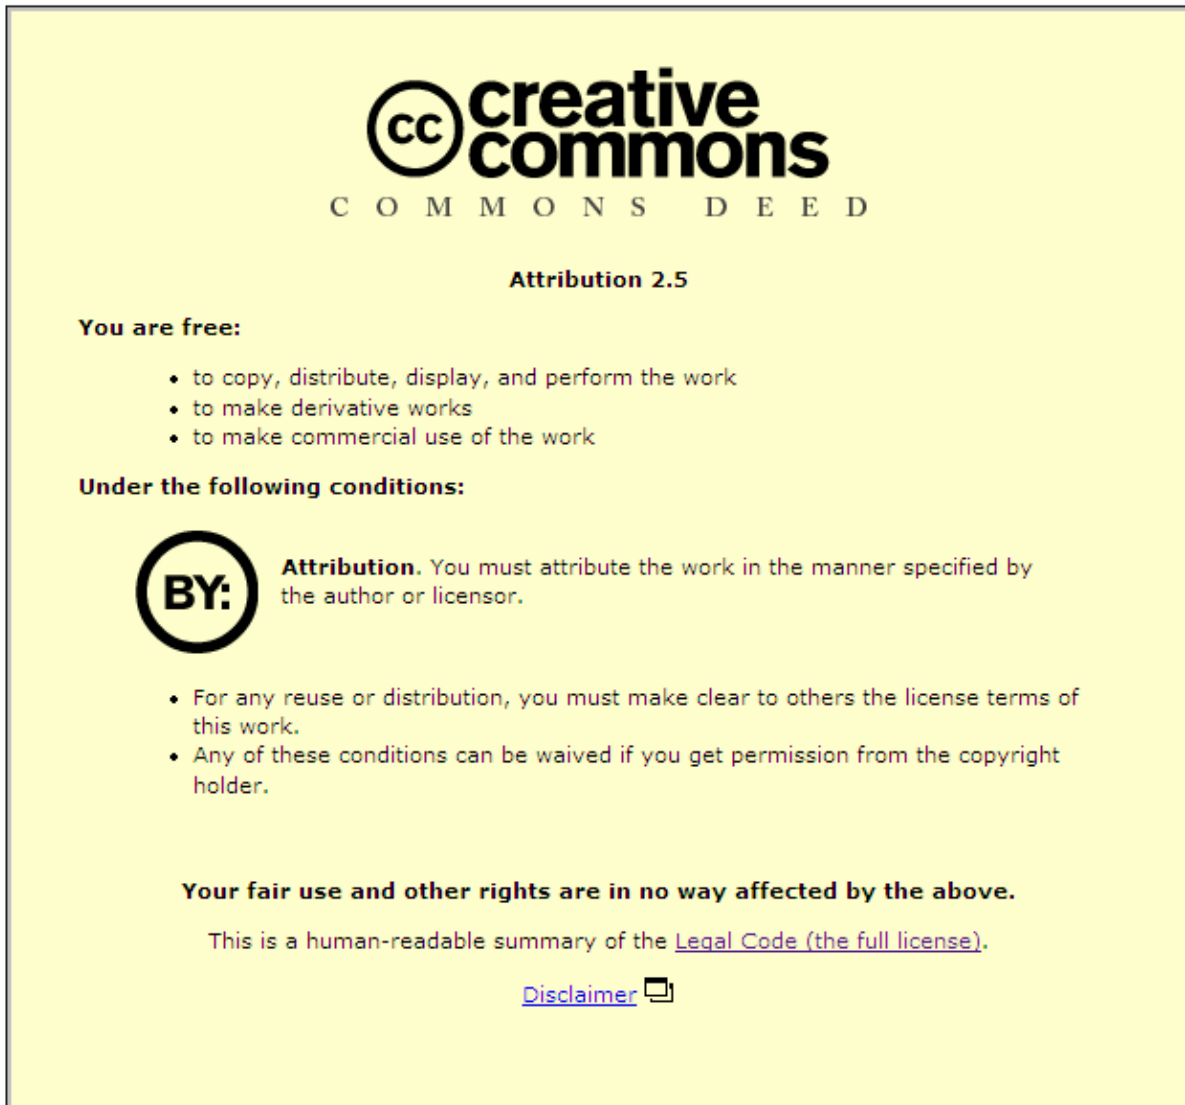 cc creative
commons
COMMONS DEED
Attribution 2.5
You are free:
• to copy, distribute, display, and perform the work
• to make derivative works
• to make commercial use of the work
Under the following conditions:
BY:
Attribution. You must attribute the work in the manner specified by
the author or licensor.
• For any reuse or distribution, you must make clear to others the license terms of
this work.
• Any of these conditions can be waived if you get permission from the copyright
holder.
Your fair use and other rights are in no way affected by the above.
This is a human-readable summary of the Legal Code (the full license).
Disclaimer